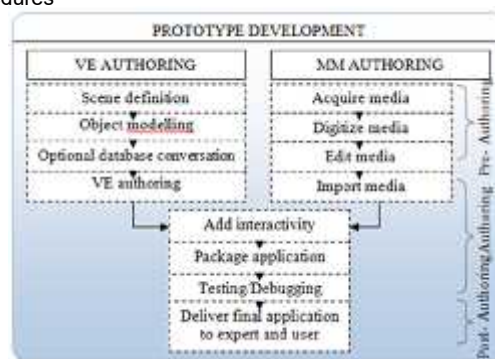 dures
PROTOTYPE DEVELOPMENT
VE AUTHORING
Scene definition
Object modelling
Optional database conversation
VE authoring
MM AUTHORING
Acquire media
Digitize media
Edit media
Import media
Add interactivity
Package application
Testing/Debugging
Deliver final application
to expert and user
Pre- Authoring
Authoring
Post- Authoring